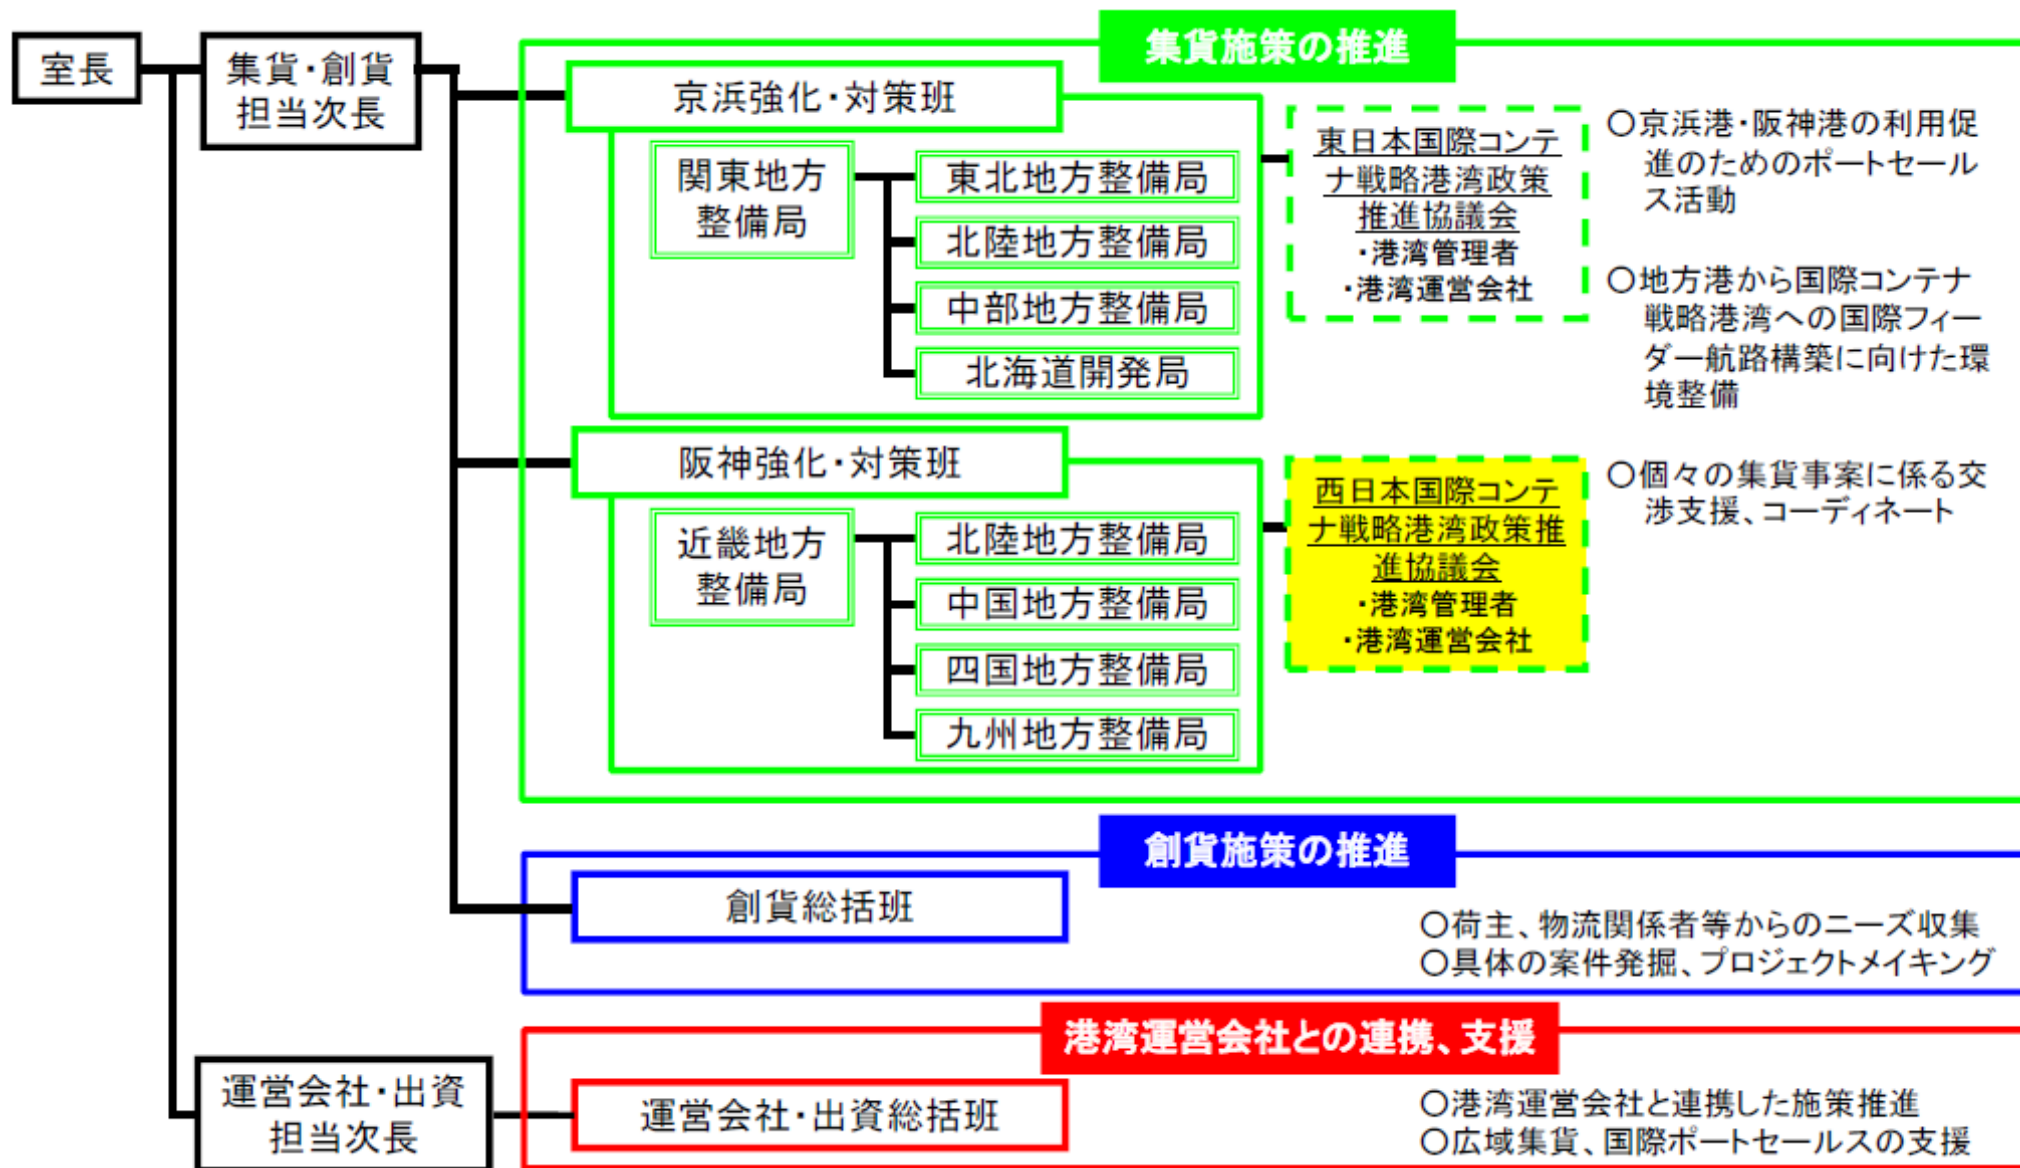 室長
集貨・創貨
担当次長
集貨施策の推進
京浜強化・対策班
関東地方
整備局
東北地方整備局
北陸地方整備局
中部地方整備局
北海道開発局
東日本国際コンテ
ナ戦略港湾政策
推進協議会
・港湾管理者
・港湾運営会社
○京浜港・阪神港の利用促
進のためのポートセール
ス活動
○地方港から国際コンテナ
戦略港湾への国際フィー
ダー航路構築に向けた環
境整備
○個々の集貨事案に係る交
渉支援、コーディネート
阪神強化・対策班
近畿地方
整備局
北陸地方整備局
中国地方整備局
四国地方整備局
九州地方整備局
西日本国際コンテ
ナ戦略港湾政策推
進協議会
・港湾管理者
・港湾運営会社
創貨施策の推進
創貨総括班
○荷主、物流関係者等からのニーズ収集
○具体の案件発掘、プロジェクトメイキング
港湾運営会社との連携、支援
運営会社・出資
担当次長
運営会社・出資総括班
○港湾運営会社と連携した施策推進
○広域集貨、国際ポートセールスの支援